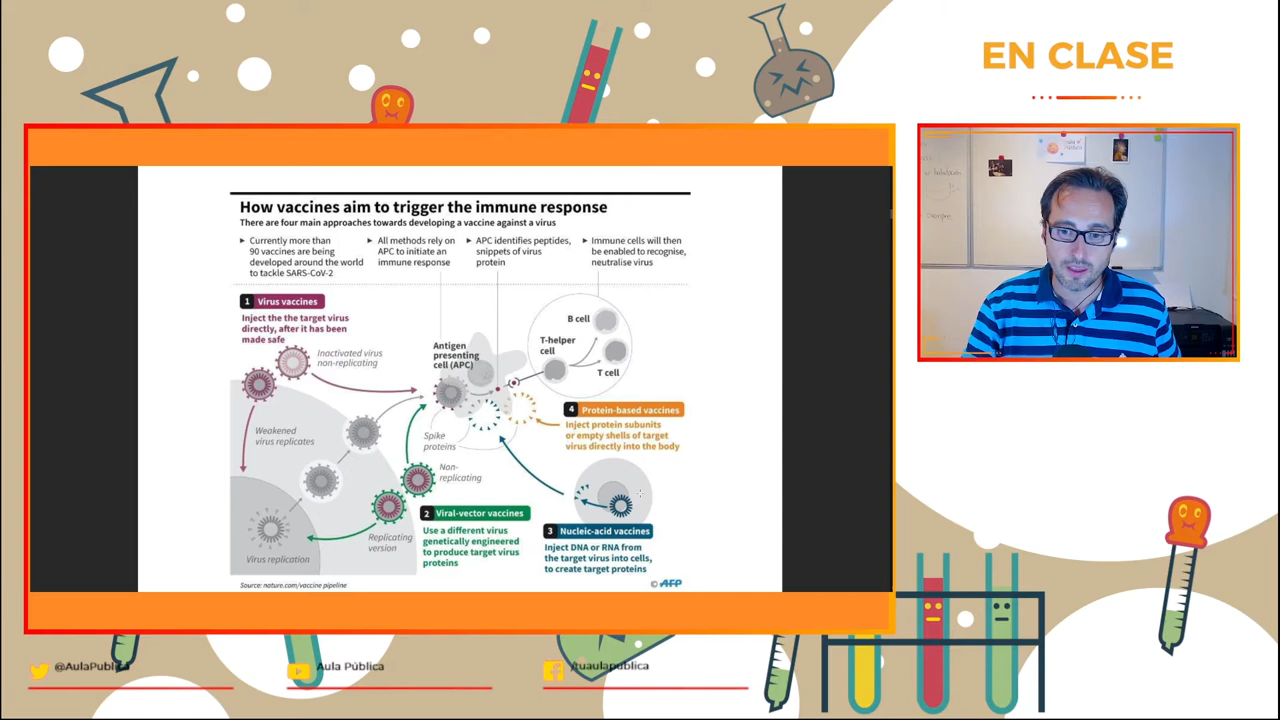 EN CLASE
How vaccines aim to trigger the immune response
There are four main approaches towards developing a vaccine against a virus
Currently more than
90 vaccines are being
developed around the world
to tackle SARS-CoV-2
All methods rely on
APC to initiate an
immune response
APC identifies peptides,
snippets of virus
protein
Immune cells will then
be enabled to recognise,
neutralise virus
1 Virus vaccines
Inject the the target virus
directly, after it has been
made safe
Inactivated virus
non-replicating
Antigen
presenting
cell (APC)
B cell
T-helper
cell
T cell
4 Protein-based vaccines
Inject protein subunits
or empty shells of target
virus directly into the body
Weakened
virus replicates
Spike
proteins
Non-
replicating
2 Viral-vector vaccines
Use a different virus
genetically engineered
to produce target virus
proteins
Replicating
version
Virus replication
3 Nucleic-acid vaccines
Inject DNA or RNA from
the target virus into cells,
to create target proteins
Source: nature.com/vaccine pipeline
© AFP
@AulaPublica
Aula Pública
/tuaulapublica